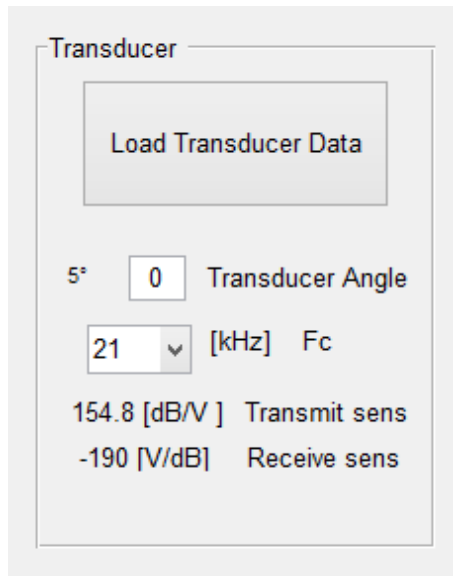 Transducer
Load Transducer Data
5° 0 Transducer Angle
21 [kHz] Fc
154.8 [dB/V ] Transmit sens
-190 [V/dB] Receive sens